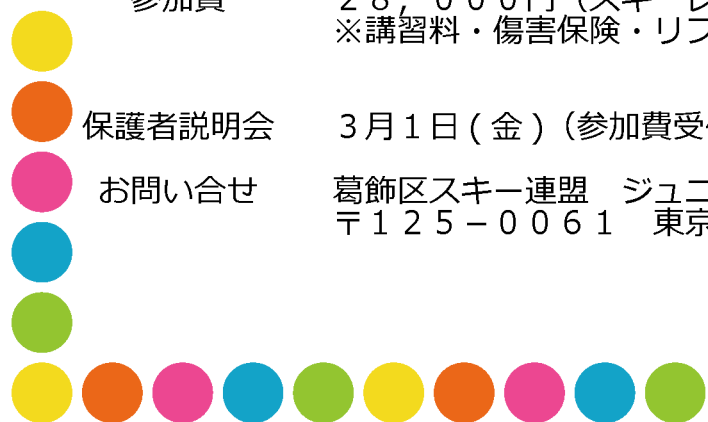 参加費　２８，０００円（スキーレ
※講習料・傷害保険・リフ
保護者説明会　３月１日（金）（参加費受
お問い合せ　葛飾区スキー連盟　ジュニ
〒１２５－００６１　東京